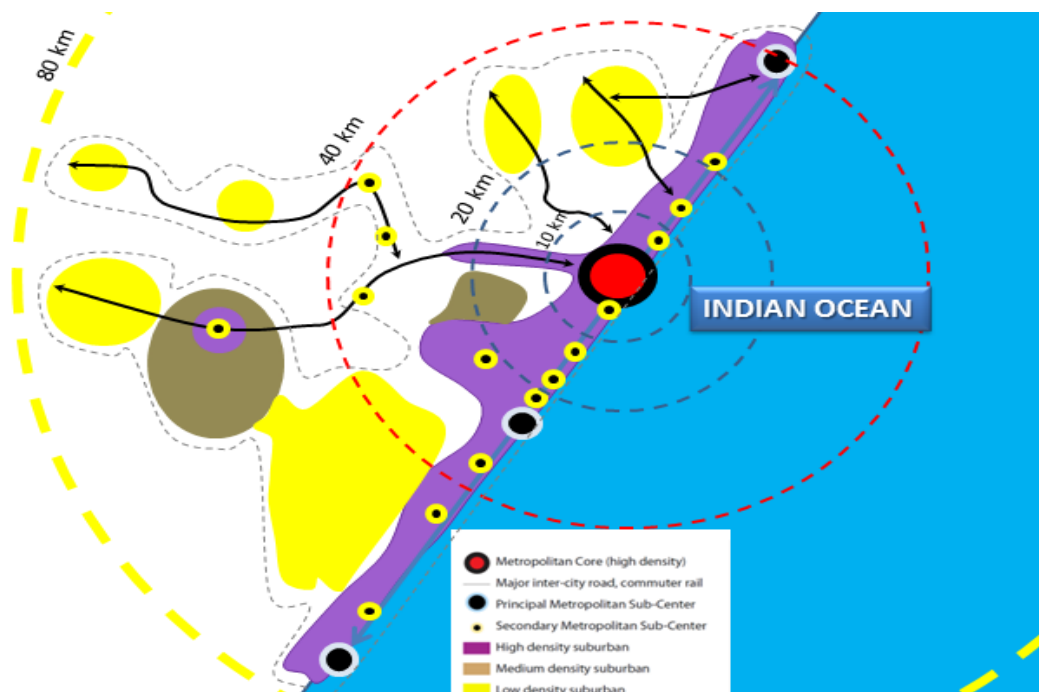 80 km
40 km
20 km
10 km
INDIAN OCEAN
Metropolitan Core (high density)
Major inter-city road, commuter rail
Principal Metropolitan Sub-Center
Secondary Metropolitan Sub-Center
High density suburban
Medium density suburban
Low density suburban